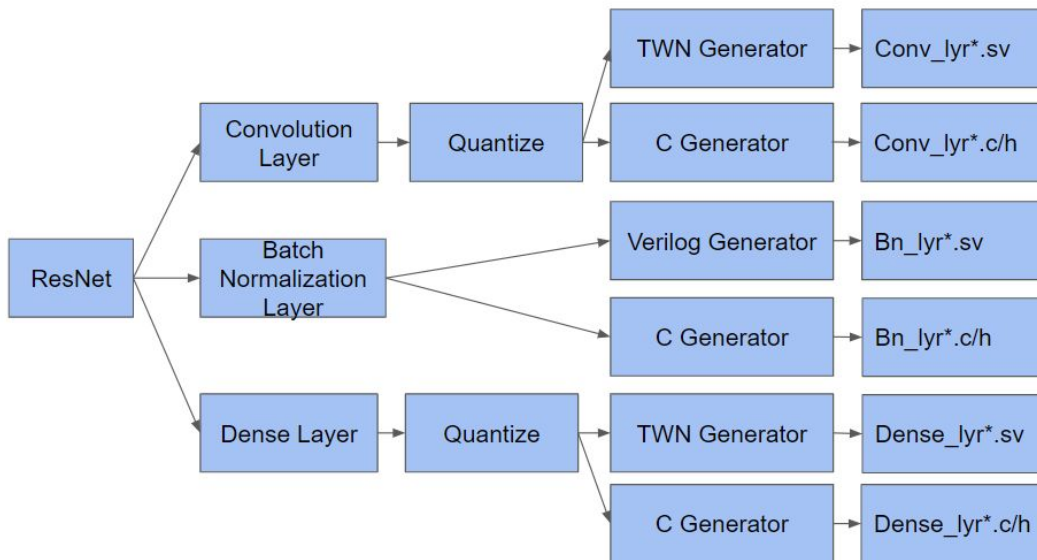 TWN Generator
Conv_lyr*.sv
Convolution
Layer
Quantize
C Generator
Conv_lyr*.c/h
Verilog Generator
Bn_lyr*.sv
ResNet
Batch
Normalization
Layer
C Generator
Bn_lyr*.c/h
Dense Layer
Quantize
TWN Generator
Dense_lyr*.sv
C Generator
Dense_lyr*.c/h